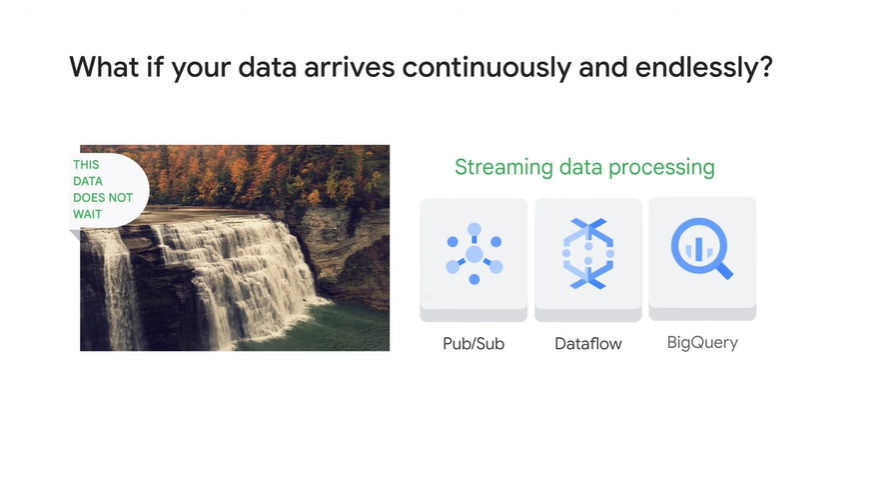 What if your data arrives continuously and endlessly?
THIS
DATA
DOES NOT
WAIT
Streaming data processing
Pub/Sub
Dataflow
BigQuery